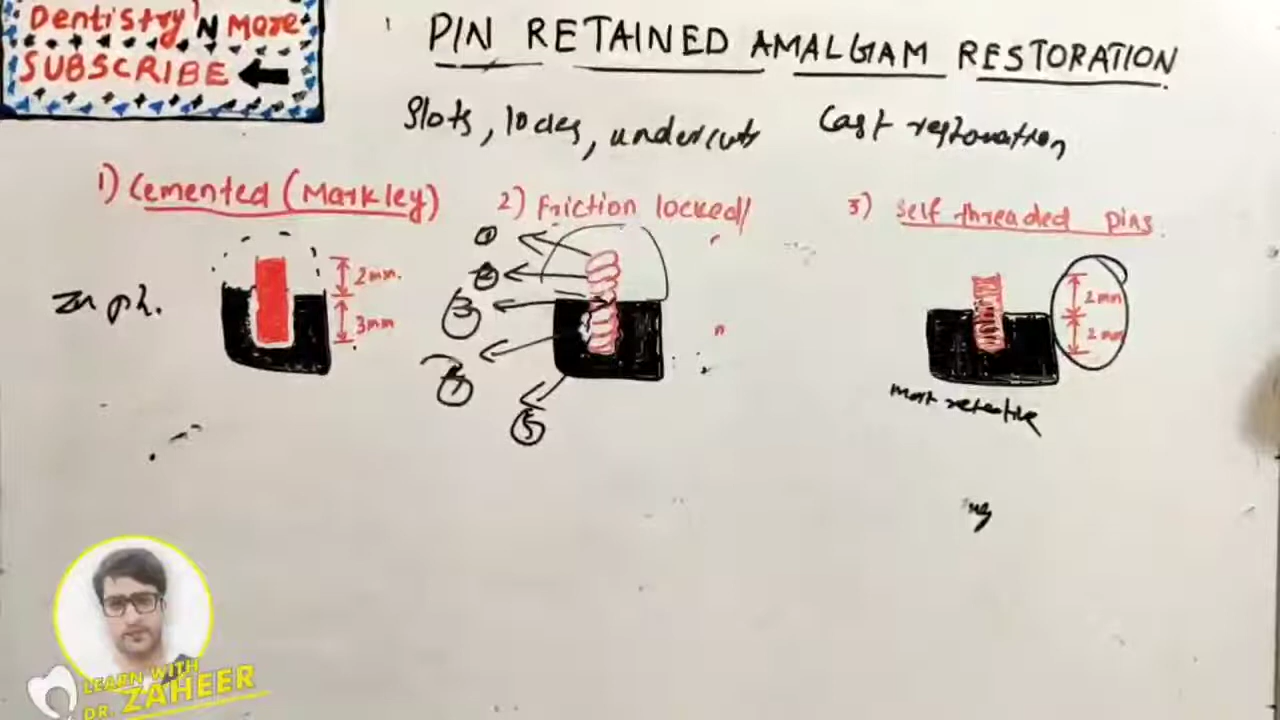 Dentistry 'N More
SUBSCRIBE
PIN RETAINED AMALGAM RESTORATION
Slots, locks, undercuts Cast restoration
1) Cemented (Markley)
2) Friction locked/
3) Self threaded pins
Zn ph.
2mm.
3mm
1
2
3
4
5
2mm
2mm
most retentive
LEARN WITH
DR. ZAHEER